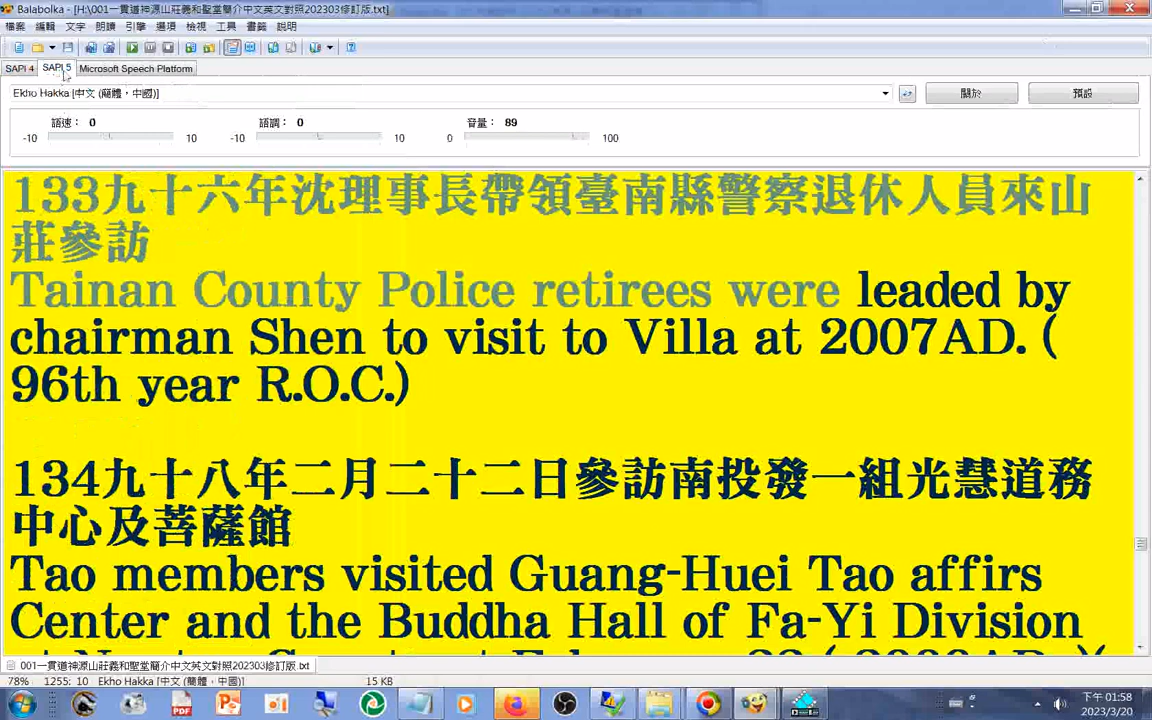 Balabolka - [H:\001一貫道神源山莊義和聖堂簡介中文英文對照202303修訂版.txt]
檔案 編輯 文字 朗讀 引擎 選項 檢視 工具 書籤 說明
SAPI 4 SAPI 5 Microsoft Speech Platform
Ekho Hakka [中文 (簡體，中國)] 關於 預設
語速： 0 語調： 0 音量： 89
-10 10 -10 10 0 100
133九十六年沈理事長帶領臺南縣警察退休人員來山
莊參訪
Tainan County Police retirees were leaded by
chairman Shen to visit to Villa at 2007AD. (
96th year R.O.C.)
134九十八年二月二十二日參訪南投發一組光慧道務
中心及菩薩館
Tao members visited Guang-Huei Tao affirs
Center and the Buddha Hall of Fa-Yi Division
001一貫道神源山莊義和聖堂簡介中文英文對照202303修訂版.txt
78% 1255: 10 Ekho Hakka [中文 (簡體，中國)] 15 KB
下午 01:58
2023/3/20